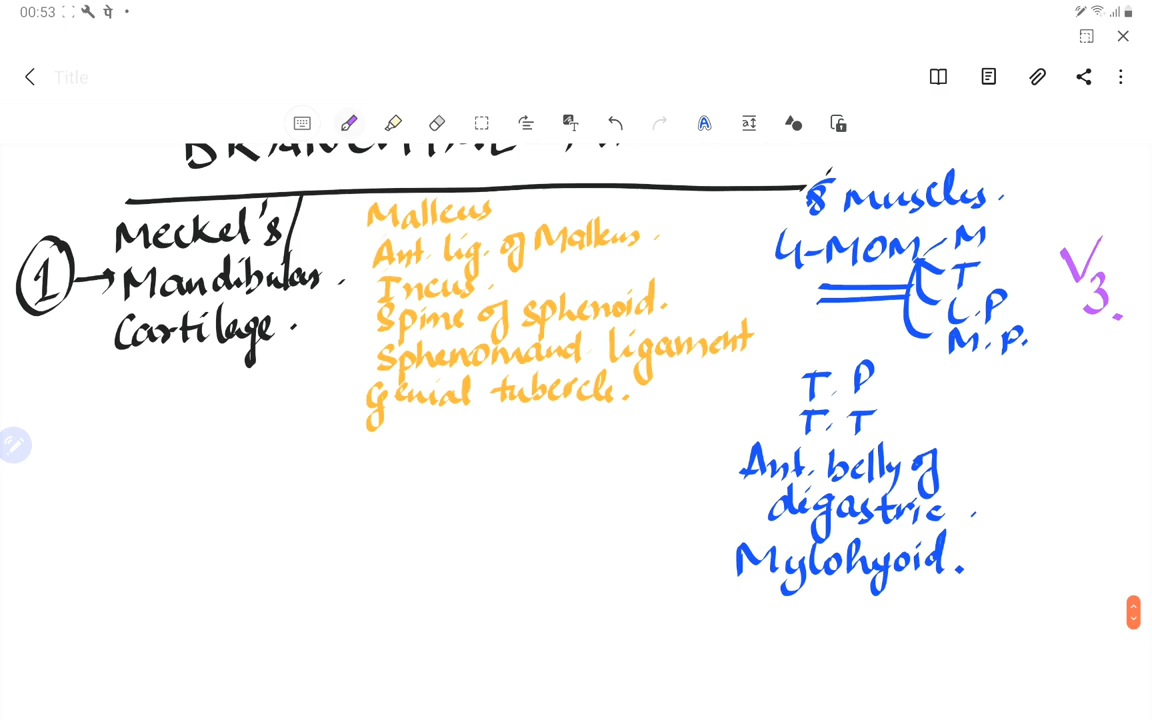 00:53
Title
Meckel's
1 → Mandibular.
Cartilage.
Malleus
Ant. lig. of Malleus.
Incus.
Spine of sphenoid.
Sphenomand. ligament
Genial tubercle.
8 Muscles.
4-MOM M
T
L.P
M.P.
T. P
T. T
Ant. belly of
digastric.
Mylohyoid.
V3.